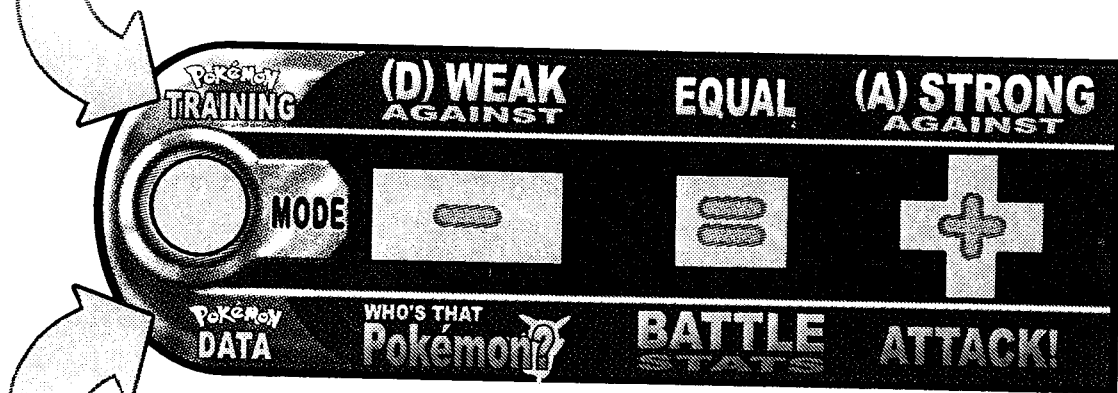 Pokémon TRAINING
(D) WEAK AGAINST
EQUAL
(A) STRONG AGAINST
MODE
Pokémon DATA
WHO'S THAT Pokémon?
BATTLE STATS
ATTACK!